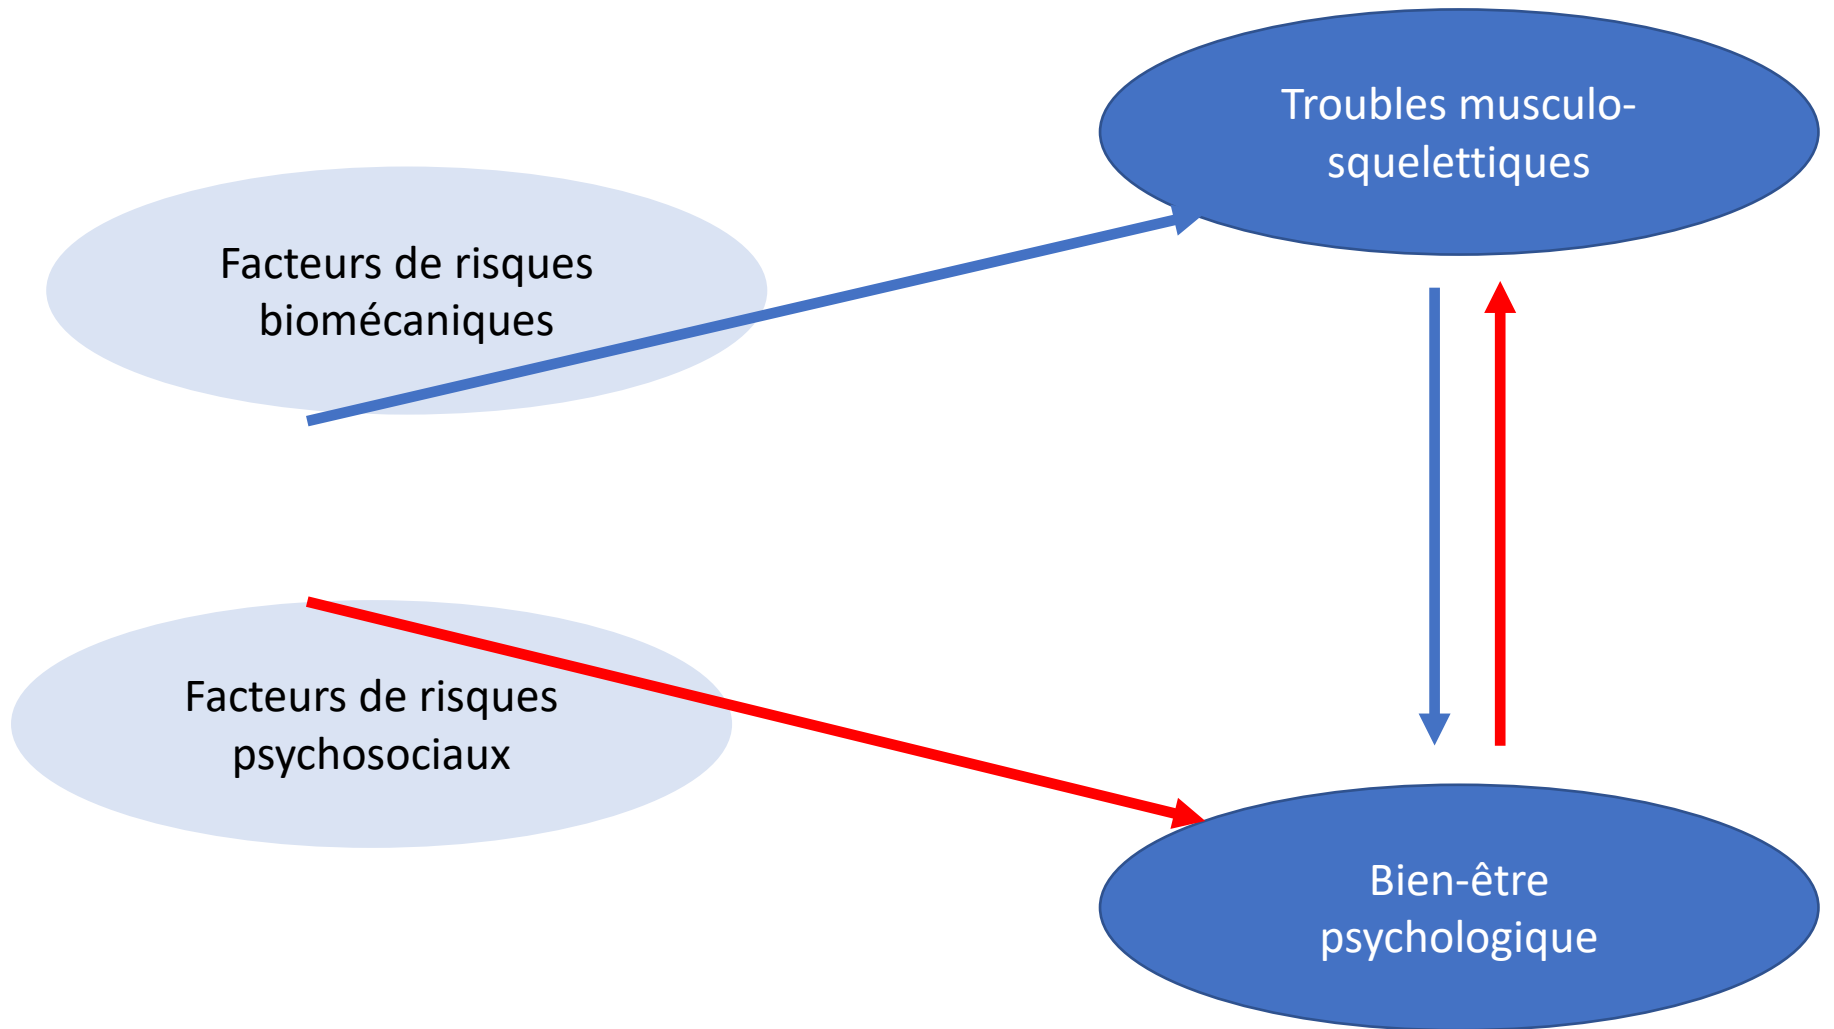 Troubles musculo-
squelettiques
Facteurs de risques
biomécaniques
Facteurs de risques
psychosociaux
Bien-être
psychologique